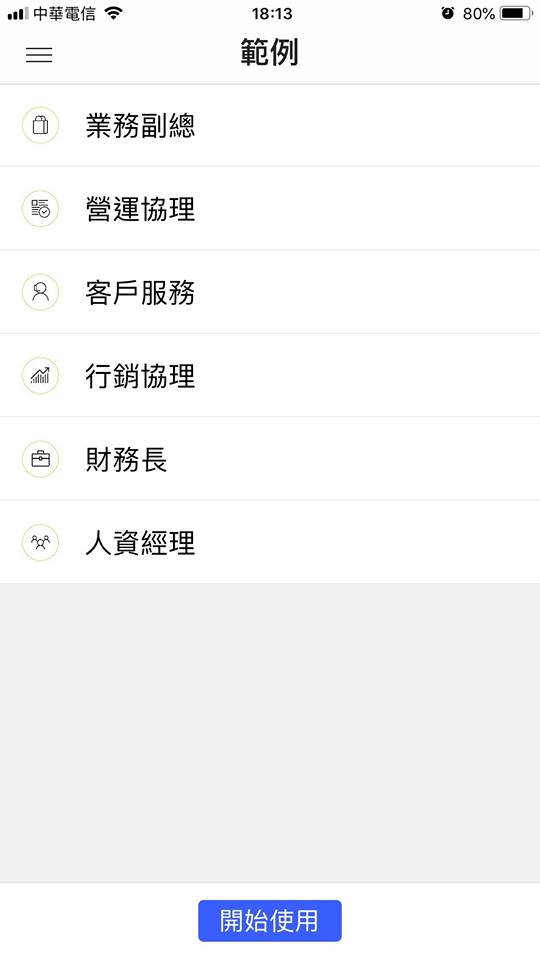 中華電信 18:13 80%
範例
業務副總
營運協理
客戶服務
行銷協理
財務長
人資經理
開始使用